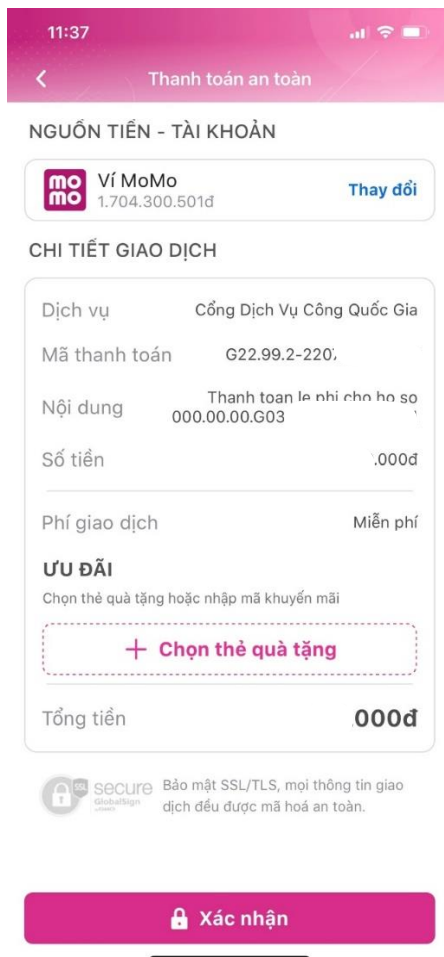 11:37
Thanh toán an toàn
NGUỒN TIỀN - TÀI KHOẢN
mo
mo
Ví MoMo
1.704.300.501đ
Thay đổi
CHI TIẾT GIAO DỊCH
Dịch vụ Cổng Dịch Vụ Công Quốc Gia
Mã thanh toán G22.99.2-220
Nội dung Thanh toan le phi cho ho so
000.00.00.G03
Số tiền .000đ
Phí giao dịch Miễn phí
ƯU ĐÃI
Chọn thẻ quà tặng hoặc nhập mã khuyến mãi
+ Chọn thẻ quà tặng
Tổng tiền 000đ
SSL
secure
GlobalSign
Bảo mật SSL/TLS, mọi thông tin giao
dịch đều được mã hoá an toàn.
Xác nhận